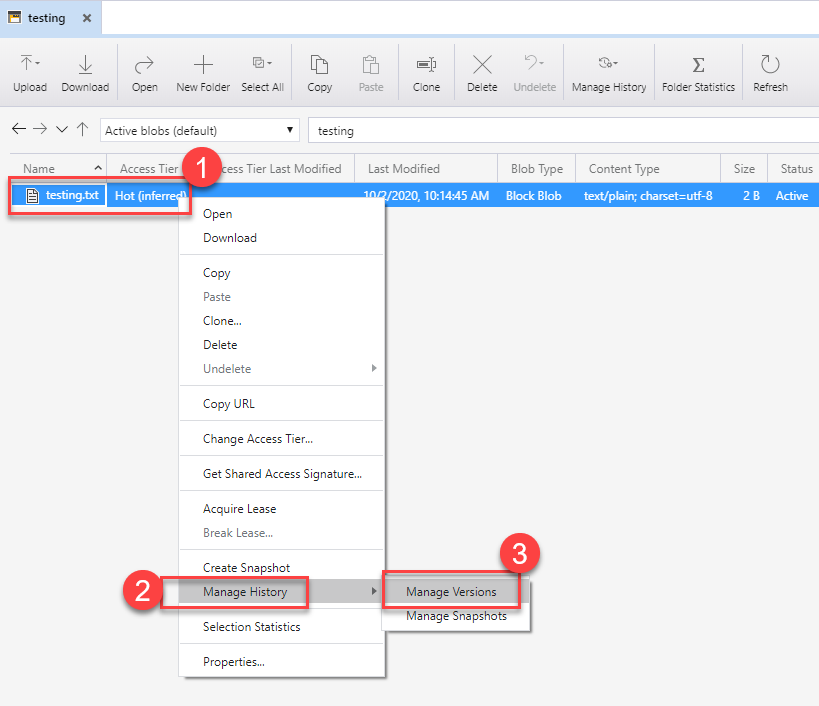 testing
Upload Download Open New Folder Select All Copy Paste Clone Delete Undelete Manage History Folder Statistics Refresh
Active blobs (default) testing
1
Name Access Tier Access Tier Last Modified Last Modified Blob Type Content Type Size Status
testing.txt Hot (inferred) 10/2/2020, 10:14:45 AM Block Blob text/plain; charset=utf-8 2 B Active
Open
Download
Copy
Paste
Clone...
Delete
Undelete
Copy URL
Change Access Tier...
Get Shared Access Signature...
Acquire Lease
Break Lease...
Create Snapshot
3
2
Manage History Manage Versions
Manage Snapshots
Selection Statistics
Properties...